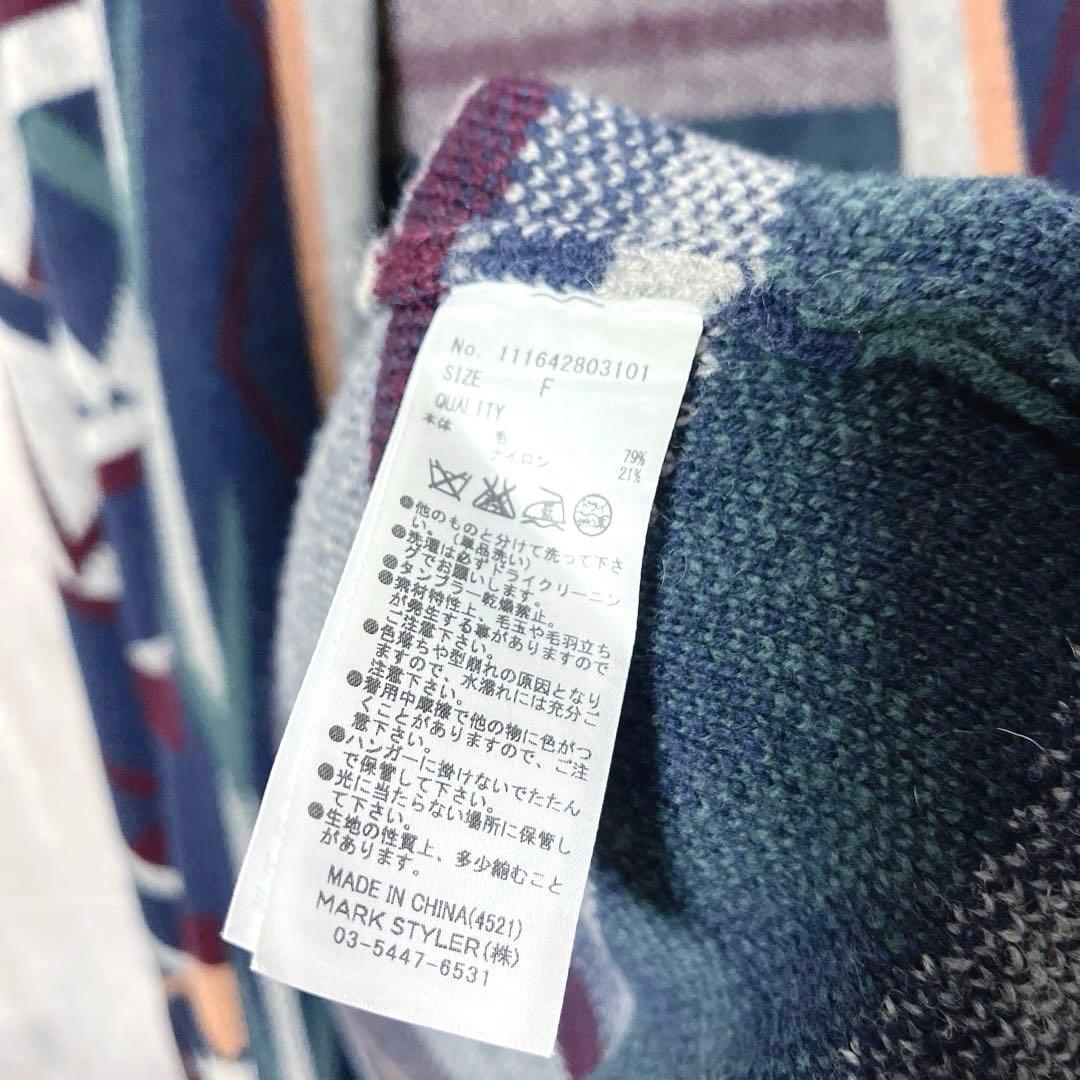 No. 111642803101
SIZE F
QUALITY
本体 毛 79%
ナイロン 21%
●他のものと分けて洗って下さ
い。(単品洗い)
●洗濯は必ずドライクリーニン
グでお願いします。
●タンブラー乾燥禁止。
●素材特性上、毛玉や毛羽立ち
が発生する事がありますので
ご注意下さい。
●色落ちや型崩れの原因となり
ますので、水濡れには充分ご
注意下さい。
●着用中摩擦で他の物に色がつ
くことがありますので、ご注
意下さい。
●ハンガーに掛けないでたたん
で保管して下さい。
●光に当たらない場所に保管し
て下さい。
●生地の性質上、多少縮むこと
があります。
MADE IN CHINA(4521)
MARK STYLER(株)
03-5447-6531